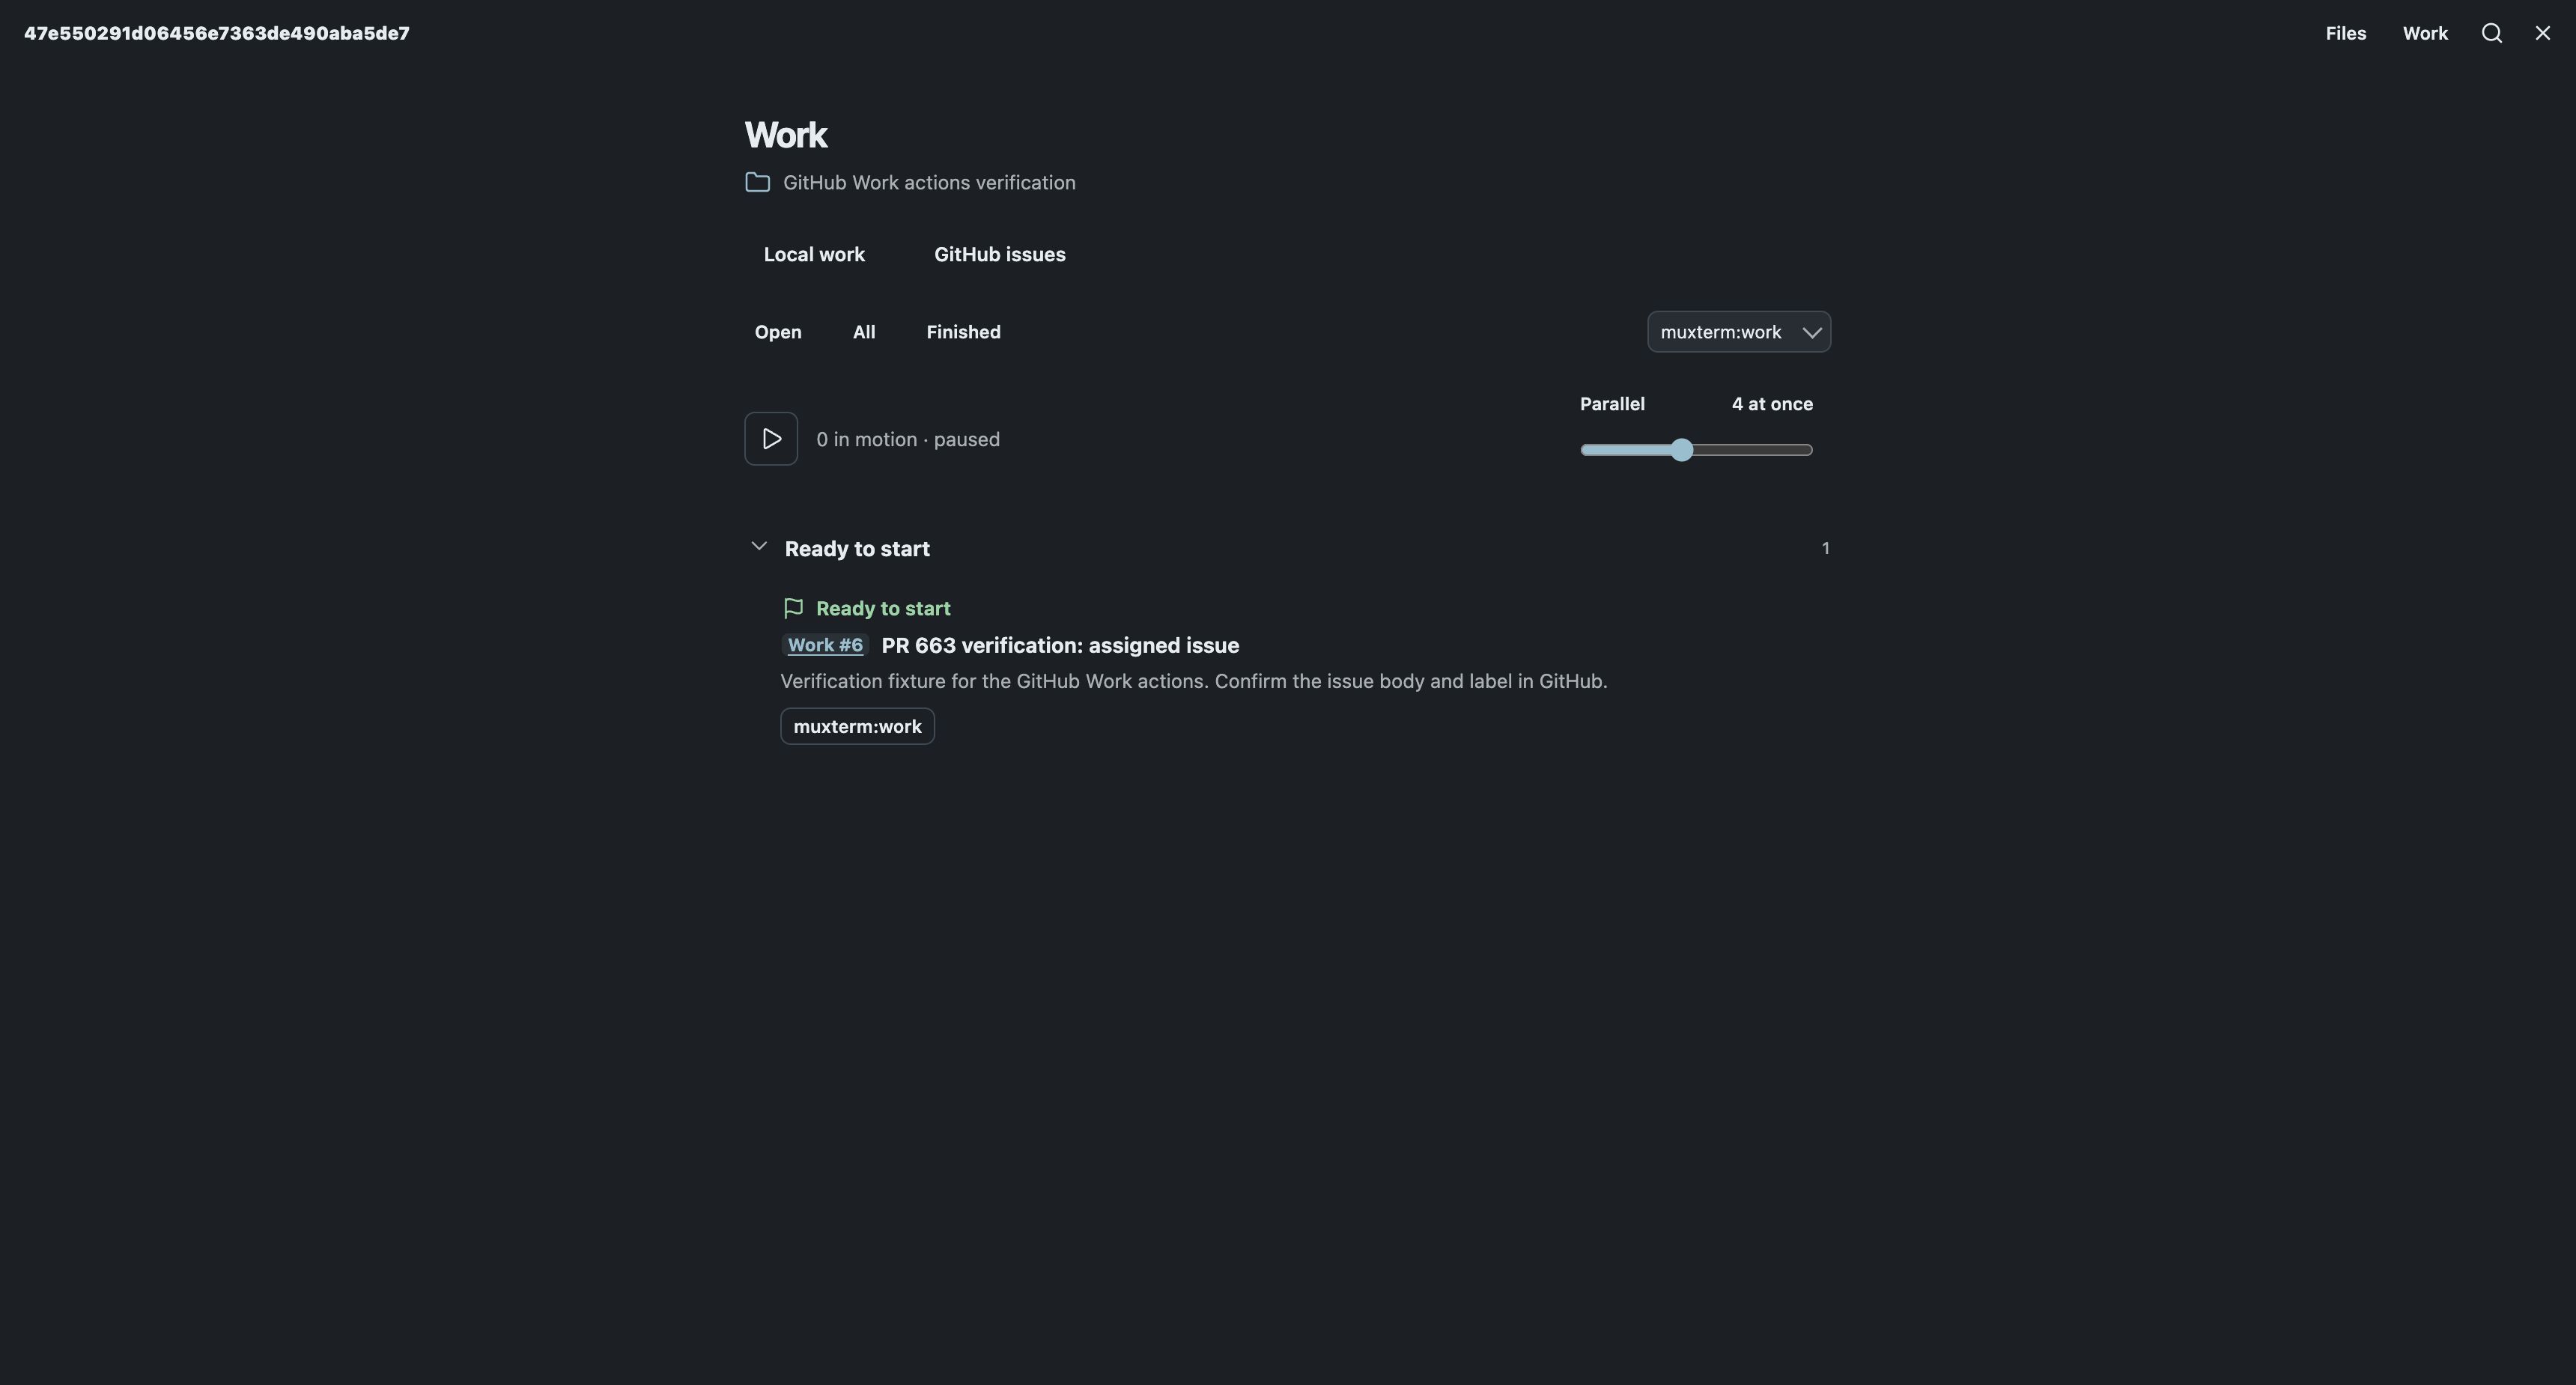 47e550291d06456e7363de490aba5de7 Files Work
Work
GitHub Work actions verification
Local work GitHub issues
Open All Finished muxterm:work
Parallel 4 at once
0 in motion · paused
Ready to start 1
Ready to start
Work #6 PR 663 verification: assigned issue
Verification fixture for the GitHub Work actions. Confirm the issue body and label in GitHub.
muxterm:work